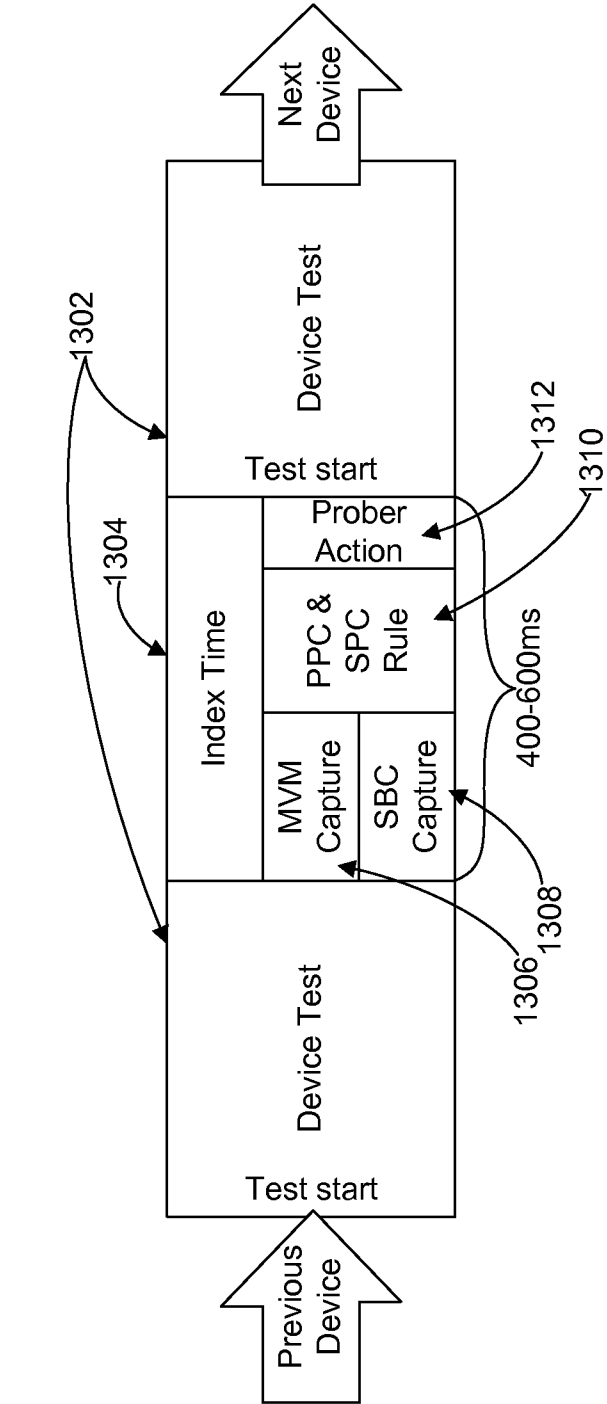 1302
1304
Previous
Device
Test start
Device Test
Index Time
MVM
Capture
SBC
Capture
PPC &
SPC
Rule
Prober
Action
Test start
Device Test
Next
Device
1306
1308
400-600ms
1312
1310